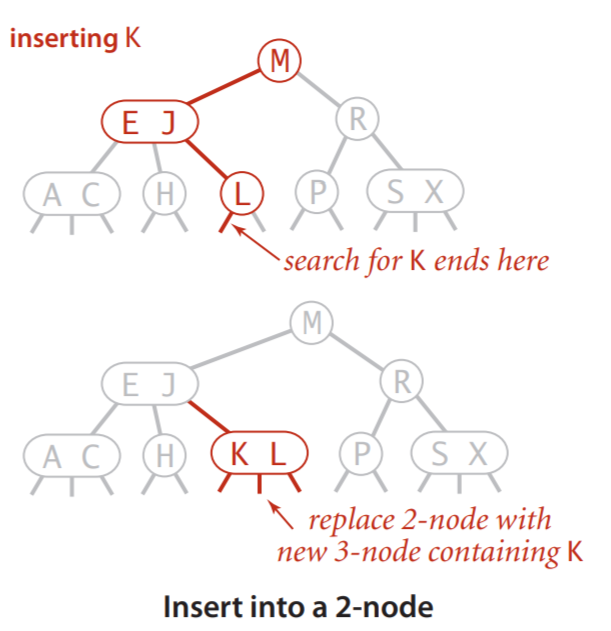 inserting K
M
E J
R
A C
H
L
P
S X
search for K ends here
M
E J
R
A C
H
K L
P
S X
replace 2-node with
new 3-node containing K
Insert into a 2-node